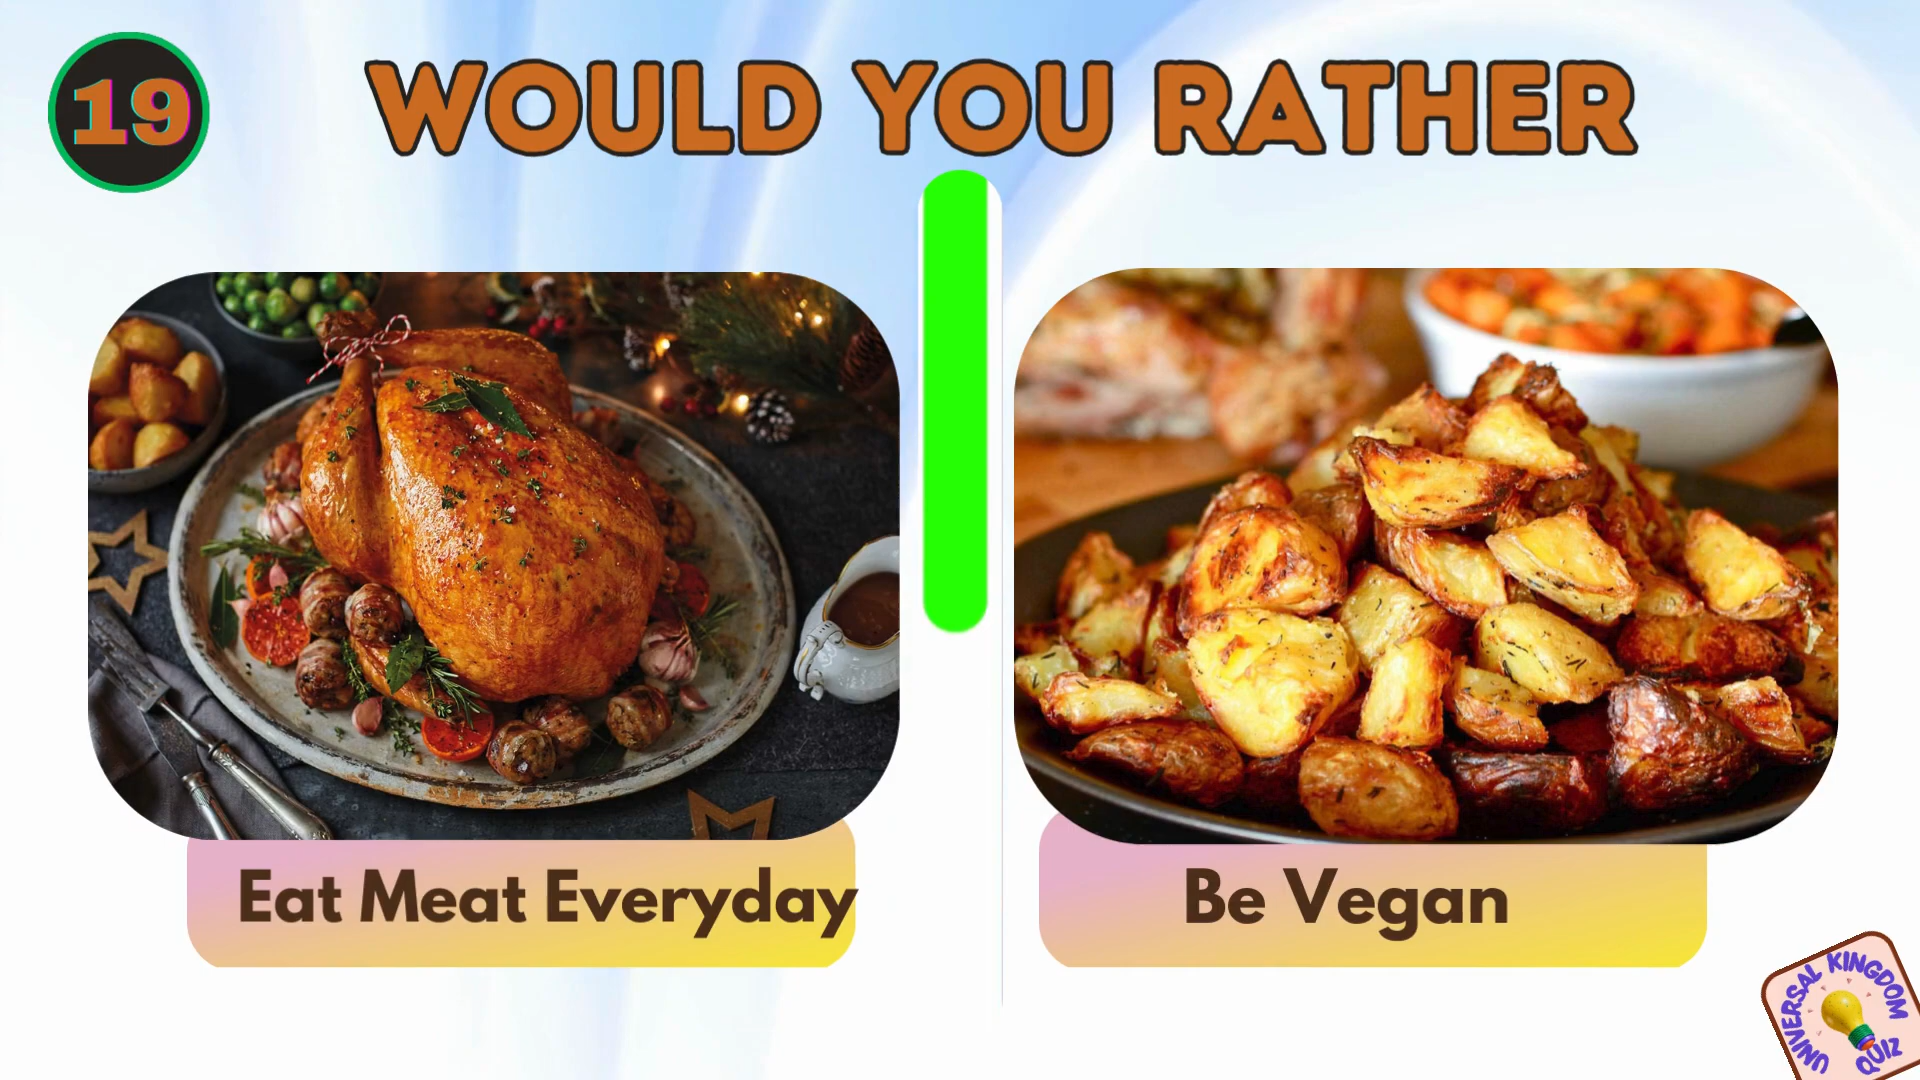 19
WOULD YOU RATHER
Eat Meat Everyday
Be Vegan
UNIVERSAL KINGDOM
QUIZ